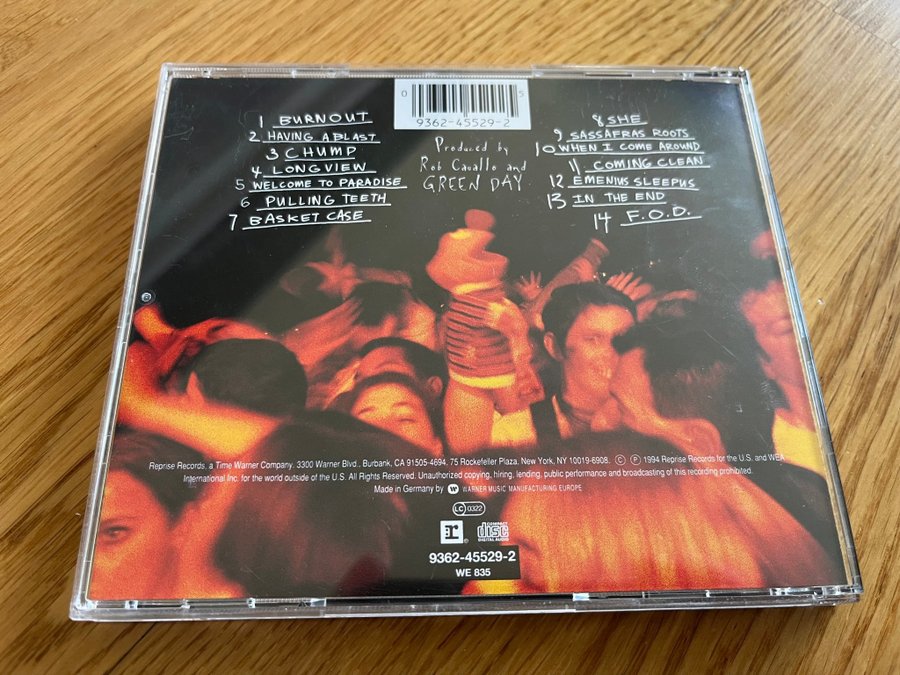 1 BURNOUT
2 HAVING A BLAST
3 CHUMP
4 LONGVIEW
5 WELCOME TO PARADISE
6 PULLING TEETH
7 BASKET CASE
0 5
9362-45529-2
Produced by
Rob Cavallo and
GREEN DAY.
8 SHE
9 SASSAFRAS ROOTS
10 WHEN I COME AROUND
11 COMING CLEAN
12 EMENIUS SLEEPUS
13 IN THE END
14 F.O.D.
Reprise Records, a Time Warner Company. 3300 Warner Blvd., Burbank, CA 91505-4694. 75 Rockefeller Plaza, New York, NY 10019-6908. Ⓒ Ⓟ 1994 Reprise Records for the U.S. and WEA
International Inc. for the world outside of the U.S. All Rights Reserved. Unauthorized copying, hiring, lending, public performance and broadcasting of this recording prohibited.
Made in Germany by WARNER MUSIC MANUFACTURING EUROPE
LC 0322
r ®
COMPACT
disc
DIGITAL AUDIO
9362-45529-2
WE 835